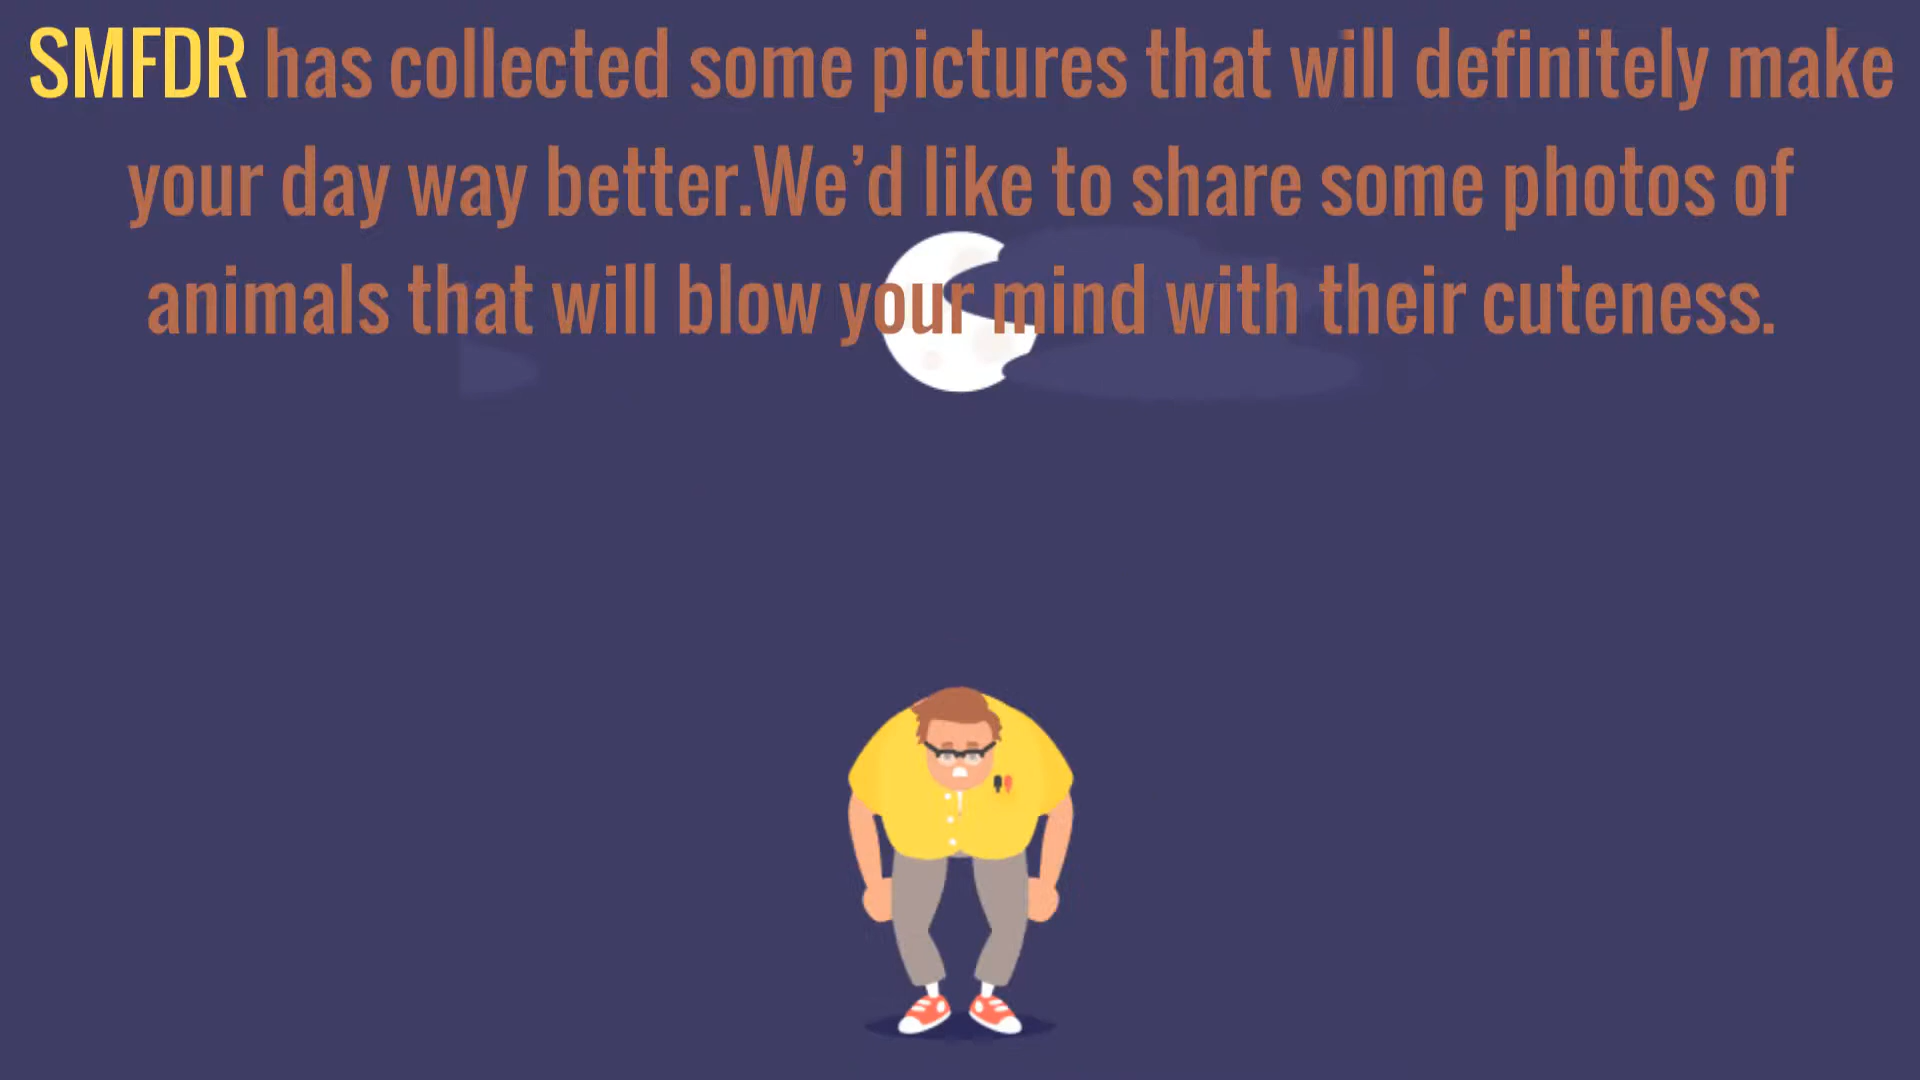 SMFDR has collected some pictures that will definitely make
your day way better.We’d like to share some photos of
animals that will blow your mind with their cuteness.